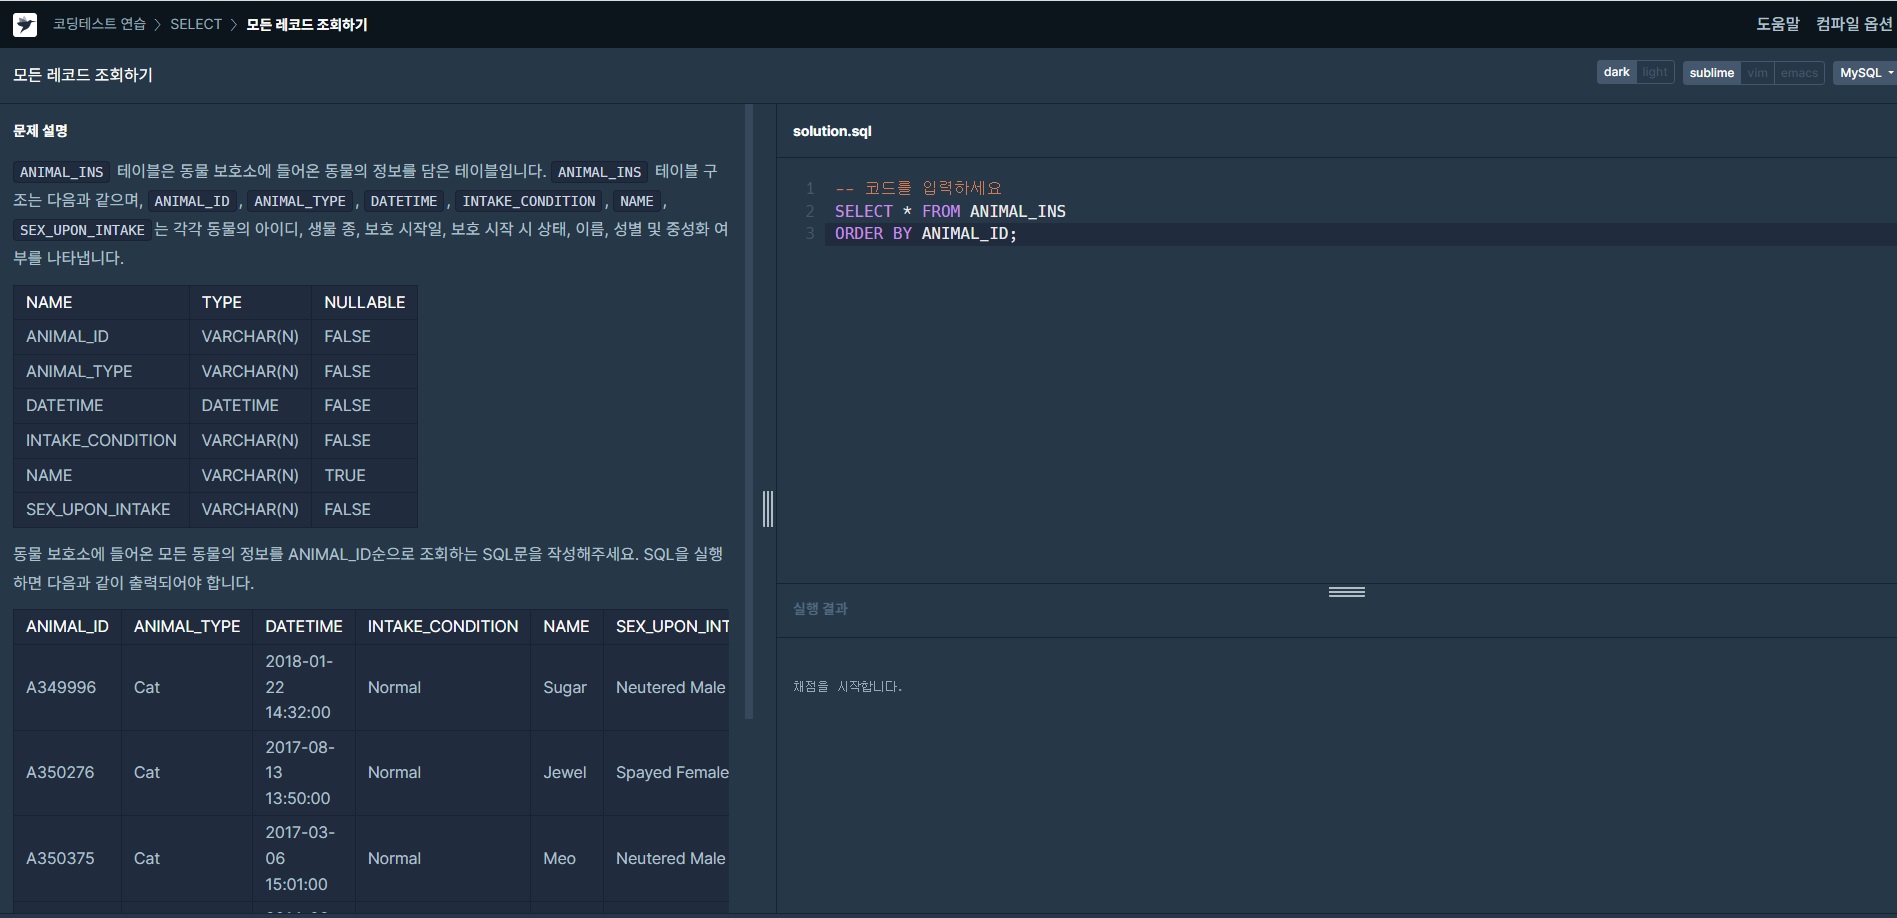 코딩테스트 연습 > SELECT > 모든 레코드 조회하기
도움말 컴파일 옵션
모든 레코드 조회하기
dark light sublime vim emacs MySQL
문제 설명
ANIMAL_INS 테이블은 동물 보호소에 들어온 동물의 정보를 담은 테이블입니다. ANIMAL_INS 테이블 구
조는 다음과 같으며, ANIMAL_ID, ANIMAL_TYPE, DATETIME, INTAKE_CONDITION, NAME,
SEX_UPON_INTAKE는 각각 동물의 아이디, 생물 종, 보호 시작일, 보호 시작 시 상태, 이름, 성별 및 중성화 여
부를 나타냅니다.
NAME TYPE NULLABLE
ANIMAL_ID VARCHAR(N) FALSE
ANIMAL_TYPE VARCHAR(N) FALSE
DATETIME DATETIME FALSE
INTAKE_CONDITION VARCHAR(N) FALSE
NAME VARCHAR(N) TRUE
SEX_UPON_INTAKE VARCHAR(N) FALSE
동물 보호소에 들어온 모든 동물의 정보를 ANIMAL_ID순으로 조회하는 SQL문을 작성해주세요. SQL을 실행
하면 다음과 같이 출력되어야 합니다.
ANIMAL_ID ANIMAL_TYPE DATETIME INTAKE_CONDITION NAME SEX_UPON_INT
2018-01-
A349996 Cat 22 Normal Sugar Neutered Male
14:32:00
2017-08-
A350276 Cat 13 Normal Jewel Spayed Female
13:50:00
2017-03-
A350375 Cat 06 Normal Meo Neutered Male
15:01:00
solution.sql
1 -- 코드를 입력하세요
2 SELECT * FROM ANIMAL_INS
3 ORDER BY ANIMAL_ID;
실행 결과
채점을 시작합니다.